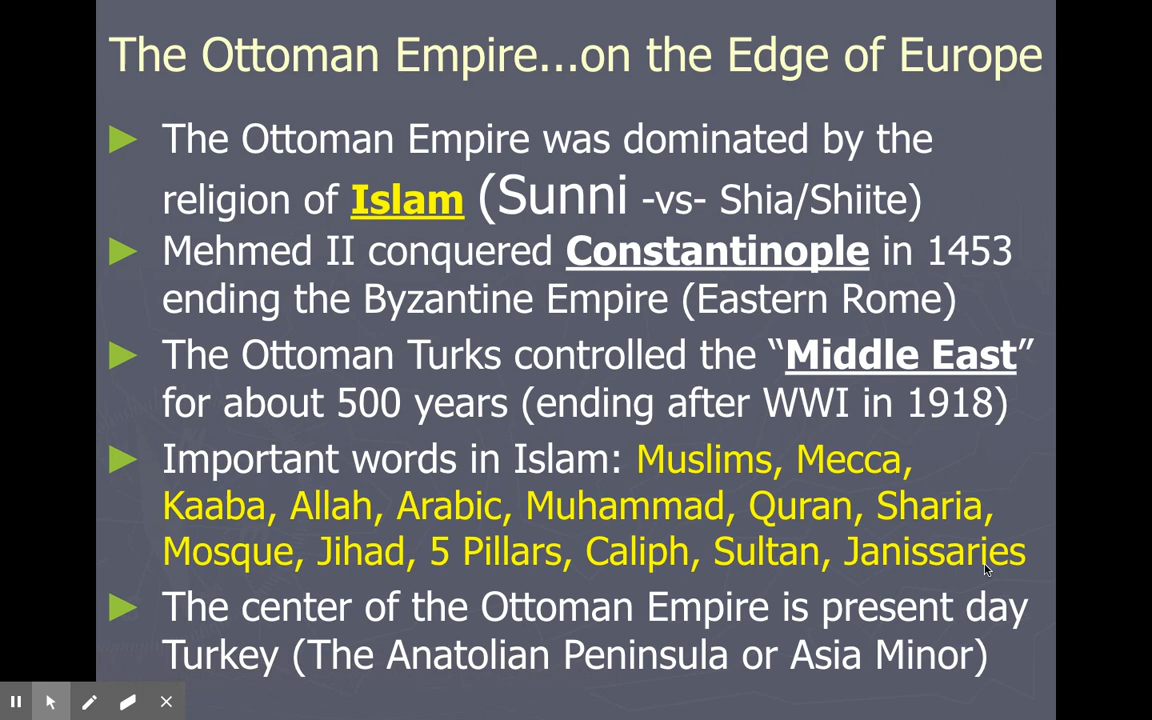 The Ottoman Empire...on the Edge of Europe
The Ottoman Empire was dominated by the
religion of Islam (Sunni -vs- Shia/Shiite)
Mehmed II conquered Constantinople in 1453
ending the Byzantine Empire (Eastern Rome)
The Ottoman Turks controlled the “Middle East”
for about 500 years (ending after WWI in 1918)
Important words in Islam: Muslims, Mecca,
Kaaba, Allah, Arabic, Muhammad, Quran, Sharia,
Mosque, Jihad, 5 Pillars, Caliph, Sultan, Janissaries
The center of the Ottoman Empire is present day
Turkey (The Anatolian Peninsula or Asia Minor)